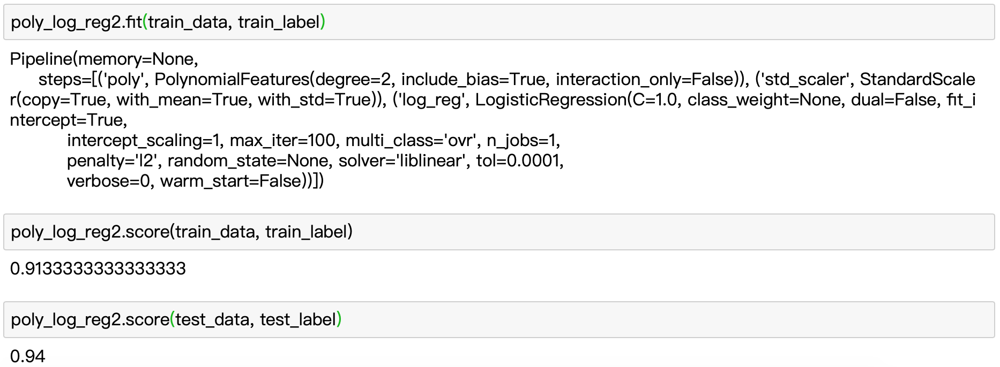 poly_log_reg2.fit(train_data, train_label)
Pipeline(memory=None,
steps=[('poly', PolynomialFeatures(degree=2, include_bias=True, interaction_only=False)), ('std_scaler', StandardScale
r(copy=True, with_mean=True, with_std=True)), ('log_reg', LogisticRegression(C=1.0, class_weight=None, dual=False, fit_i
ntercept=True,
intercept_scaling=1, max_iter=100, multi_class='ovr', n_jobs=1,
penalty='l2', random_state=None, solver='liblinear', tol=0.0001,
verbose=0, warm_start=False))])
poly_log_reg2.score(train_data, train_label)
0.9133333333333333
poly_log_reg2.score(test_data, test_label)
0.94